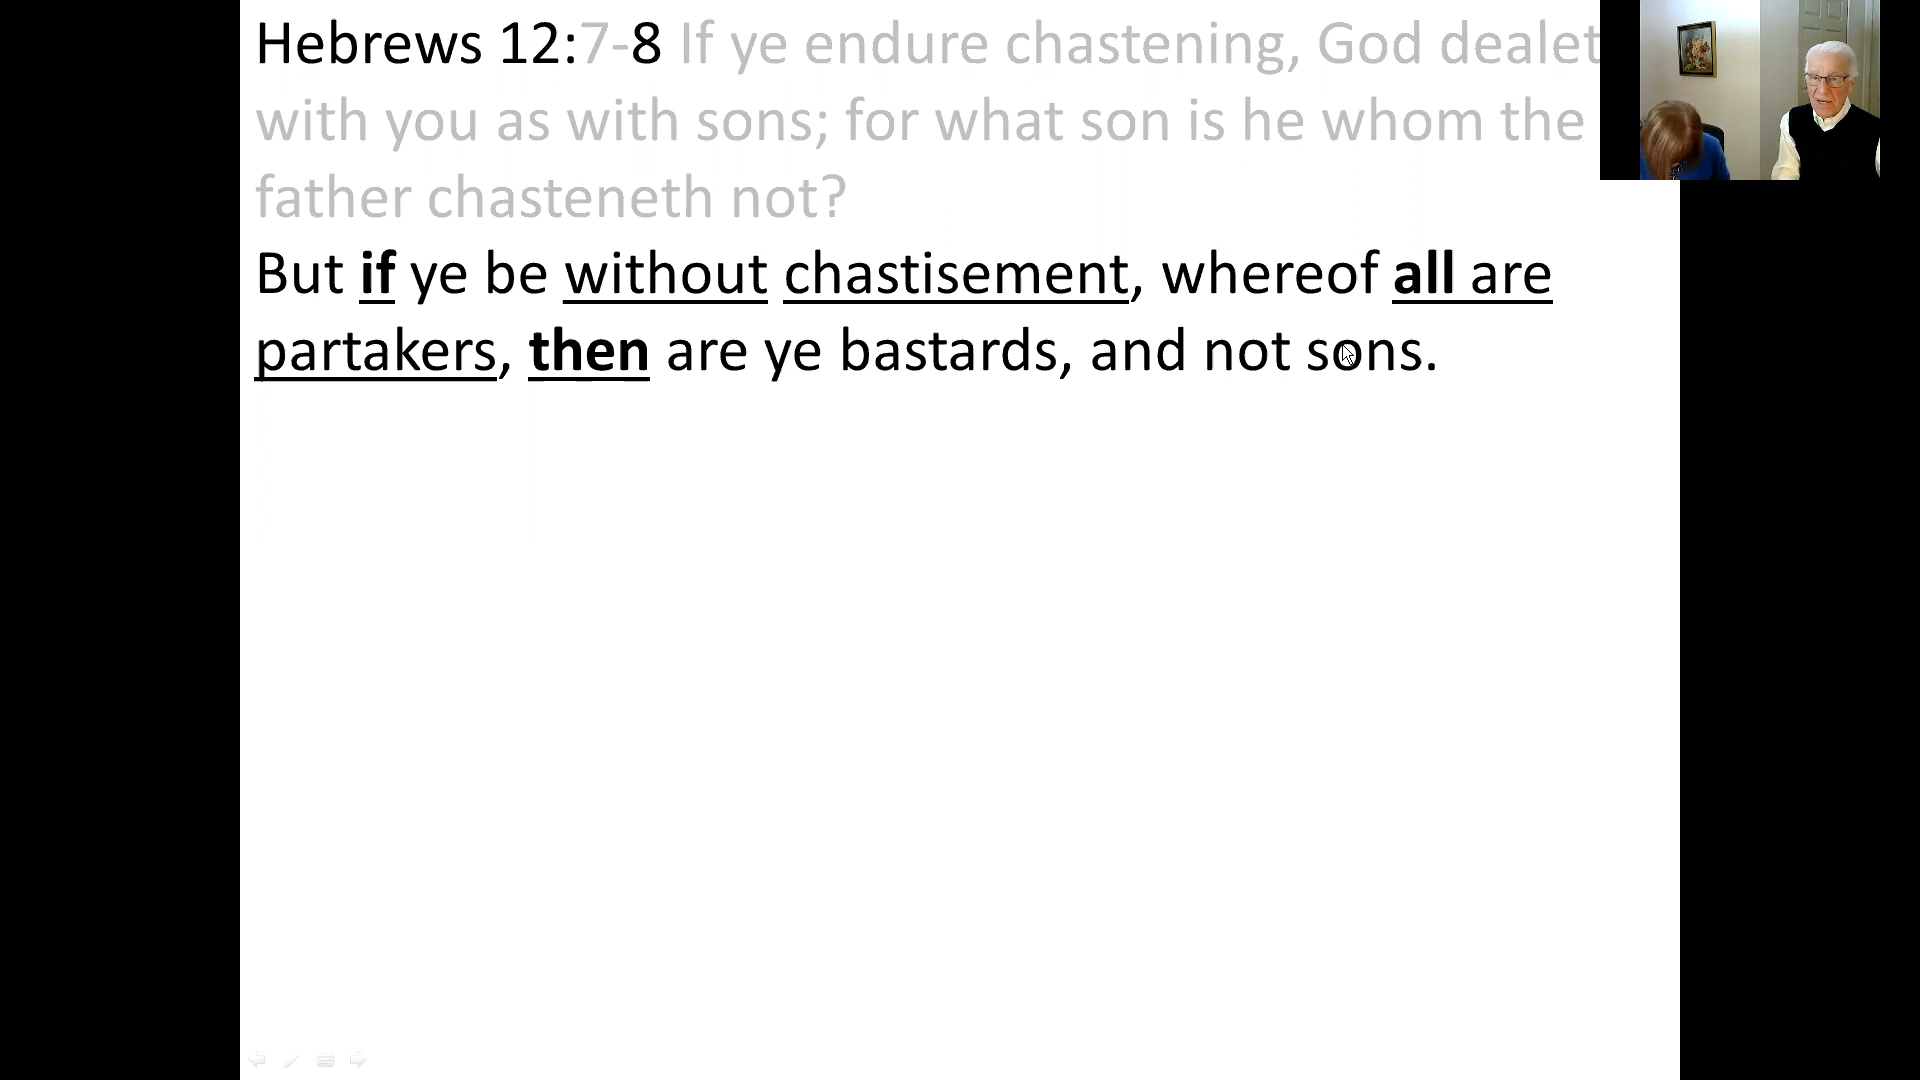 Hebrews 12:7-8 If ye endure chastening, God dealet
with you as with sons; for what son is he whom the
father chasteneth not?
But if ye be without chastisement, whereof all are
partakers, then are ye bastards, and not sons.